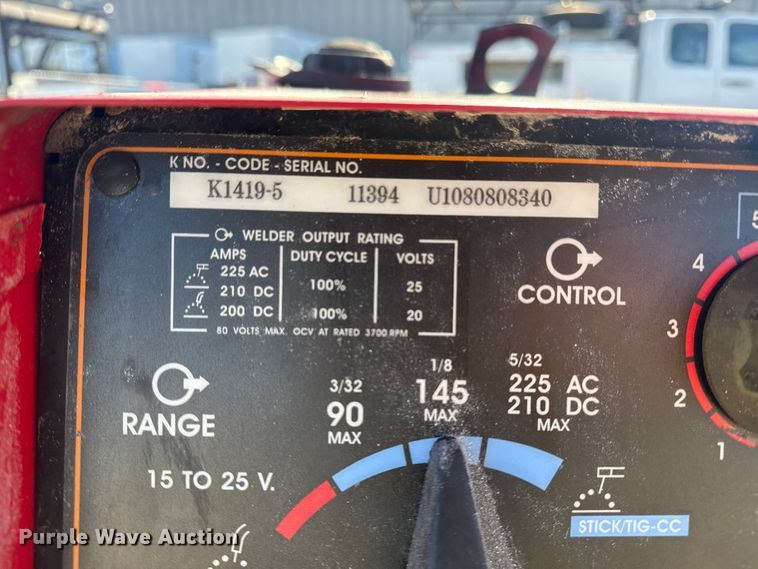 K NO. - CODE - SERIAL NO.
K1419-5 11394 U1080808340
WELDER OUTPUT RATING
AMPS DUTY CYCLE VOLTS
225 AC
210 DC 100% 25
200 DC 100% 20
80 VOLTS MAX. OCV AT RATED 3700 RPM
CONTROL
5
4
3
2
1
RANGE
3/32
90
MAX
1/8
145
MAX
5/32
225 AC
210 DC
MAX
15 TO 25 V.
STICK/TIG-CC
Purple Wave Auction